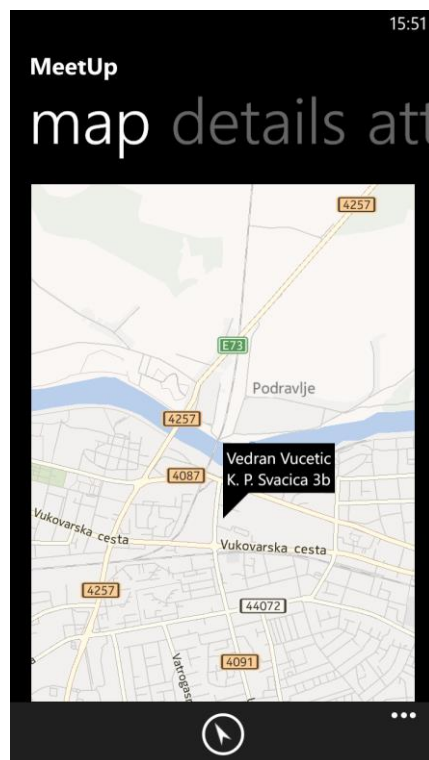 15:51
MeetUp
map details att
4257
E73
Podravlje
4257
Vedran Vucetic
K. P. Svacica 3b
4087
Vukovarska cesta
Vukovarska cesta
4257
44072
4091
Vatrogas